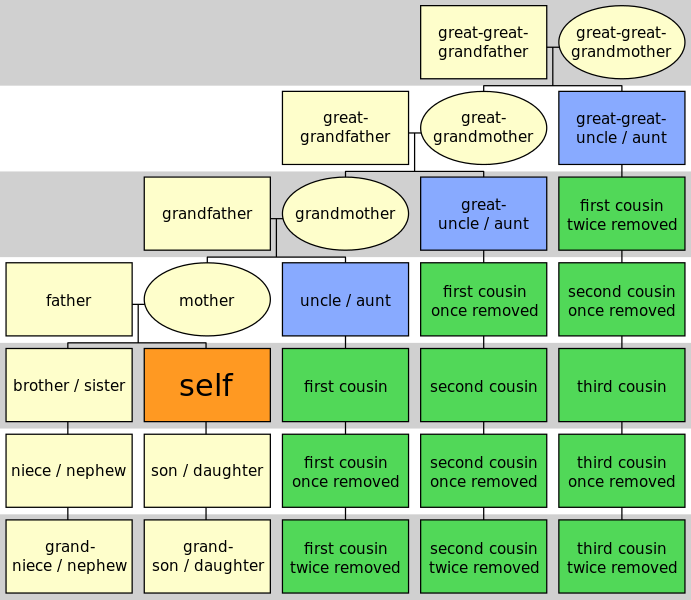 great-great-
grandfather
great-great-
grandmother
great-
grandfather
great-
grandmother
great-great-
uncle / aunt
grandfather
grandmother
great-
uncle / aunt
first cousin
twice removed
father
mother
uncle / aunt
first cousin
once removed
second cousin
once removed
brother / sister
self
first cousin
second cousin
third cousin
niece / nephew
son / daughter
first cousin
once removed
second cousin
once removed
third cousin
once removed
grand-
niece / nephew
grand-
son / daughter
first cousin
twice removed
second cousin
twice removed
third cousin
twice removed